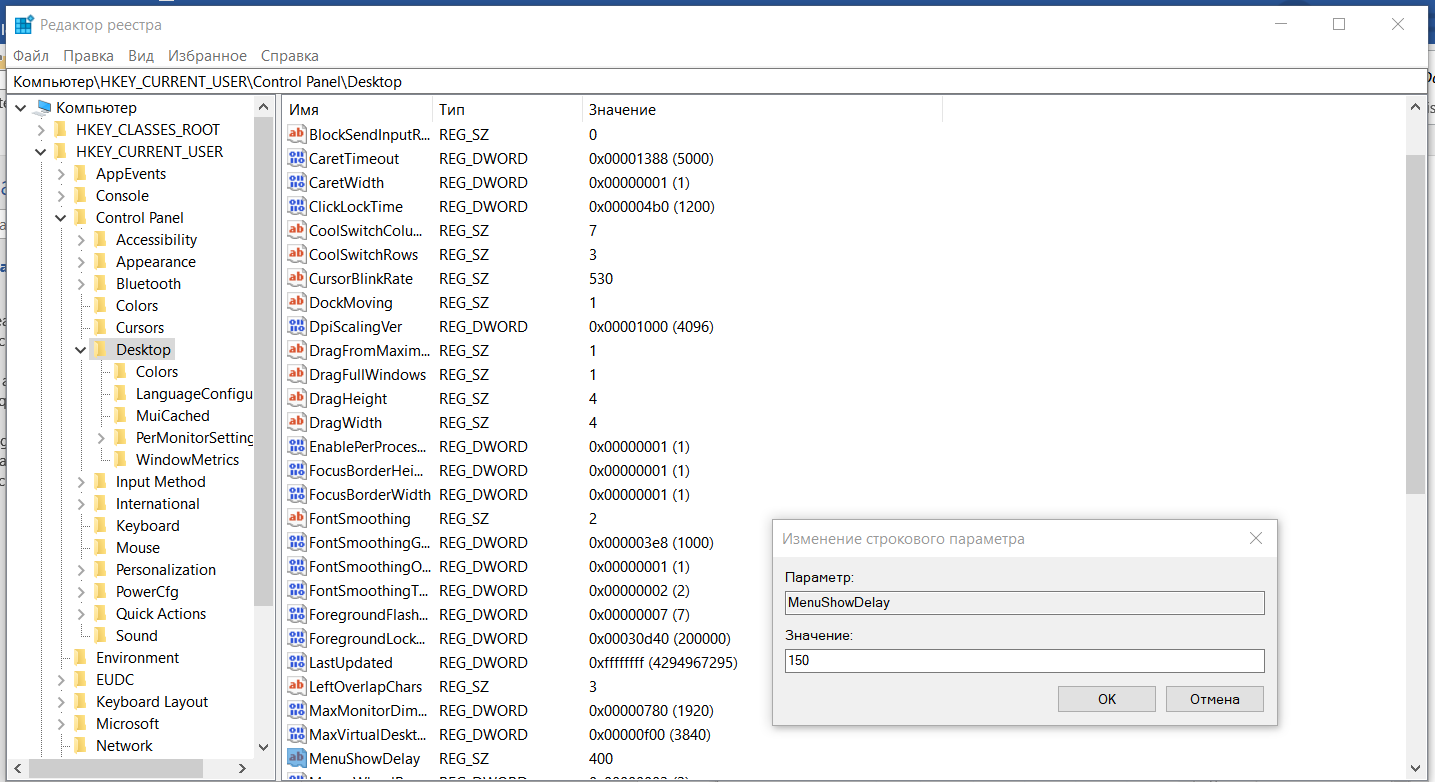 Редактор реестра
Файл Правка Вид Избранное Справка
Компьютер\HKEY_CURRENT_USER\Control Panel\Desktop
Компьютер
HKEY_CLASSES_ROOT
HKEY_CURRENT_USER
AppEvents
Console
Control Panel
Accessibility
Appearance
Bluetooth
Colors
Cursors
Desktop
Colors
LanguageConfigu
MuiCached
PerMonitorSetting
WindowMetrics
Input Method
International
Keyboard
Mouse
Personalization
PowerCfg
Quick Actions
Sound
Environment
EUDC
Keyboard Layout
Microsoft
Network
Имя Тип Значение
BlockSendInputR... REG_SZ 0
CaretTimeout REG_DWORD 0x00001388 (5000)
CaretWidth REG_DWORD 0x00000001 (1)
ClickLockTime REG_DWORD 0x000004b0 (1200)
CoolSwitchColu... REG_SZ 7
CoolSwitchRows REG_SZ 3
CursorBlinkRate REG_SZ 530
DockMoving REG_SZ 1
DpiScalingVer REG_DWORD 0x00001000 (4096)
DragFromMaxim... REG_SZ 1
DragFullWindows REG_SZ 1
DragHeight REG_SZ 4
DragWidth REG_SZ 4
EnablePerProces... REG_DWORD 0x00000001 (1)
FocusBorderHei... REG_DWORD 0x00000001 (1)
FocusBorderWidth REG_DWORD 0x00000001 (1)
FontSmoothing REG_SZ 2
FontSmoothingG... REG_DWORD 0x000003e8 (1000)
FontSmoothingO... REG_DWORD 0x00000001 (1)
FontSmoothingT... REG_DWORD 0x00000002 (2)
ForegroundFlash... REG_DWORD 0x00000007 (7)
ForegroundLock... REG_DWORD 0x00030d40 (200000)
LastUpdated REG_DWORD 0xffffffff (4294967295)
LeftOverlapChars REG_SZ 3
MaxMonitorDim... REG_DWORD 0x00000780 (1920)
MaxVirtualDeskt... REG_DWORD 0x00000f00 (3840)
MenuShowDelay REG_SZ 400
Изменение строкового параметра
Параметр:
MenuShowDelay
Значение:
150
OK Отмена